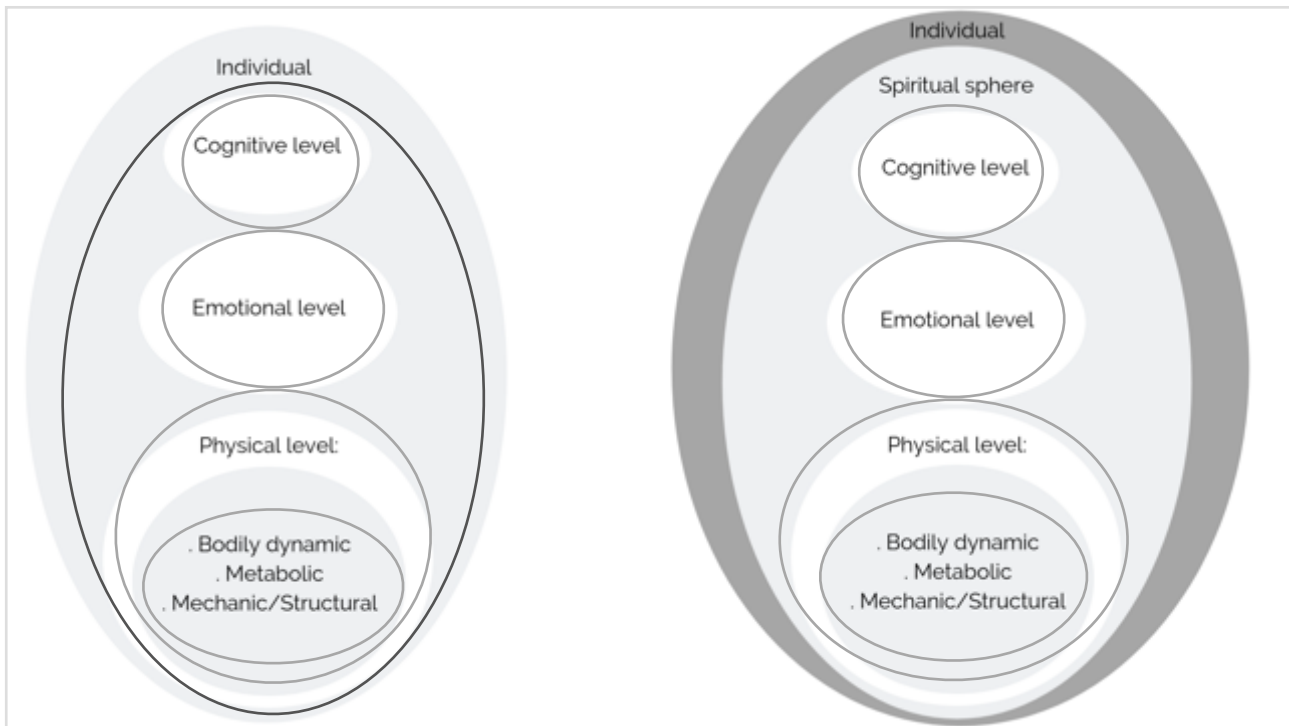 Individual
Cognitive level
Emotional level
Physical level:
. Bodily dynamic
. Metabolic
. Mechanic/Structural
Individual
Spiritual sphere
Cognitive level
Emotional level
Physical level:
. Bodily dynamic
. Metabolic
. Mechanic/Structural